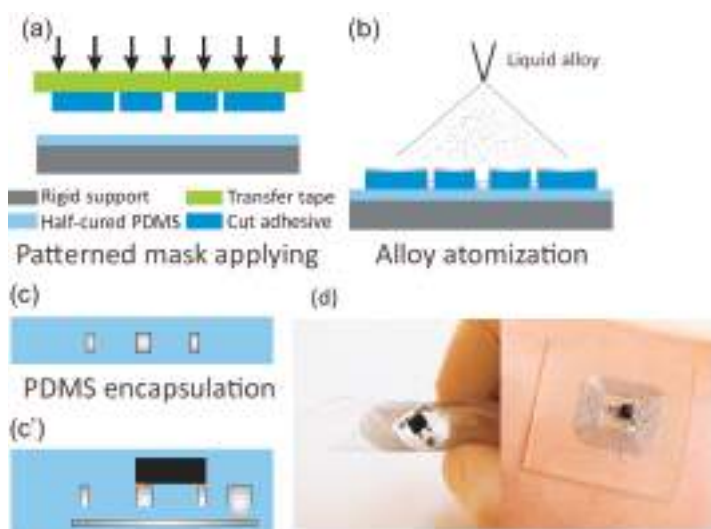 (a)
(b)
Liquid alloy
Rigid support
Transfer tape
Half-cured PDMS
Cut adhesive
Patterned mask applying
Alloy atomization
(c)
(d)
PDMS encapsulation
(c')